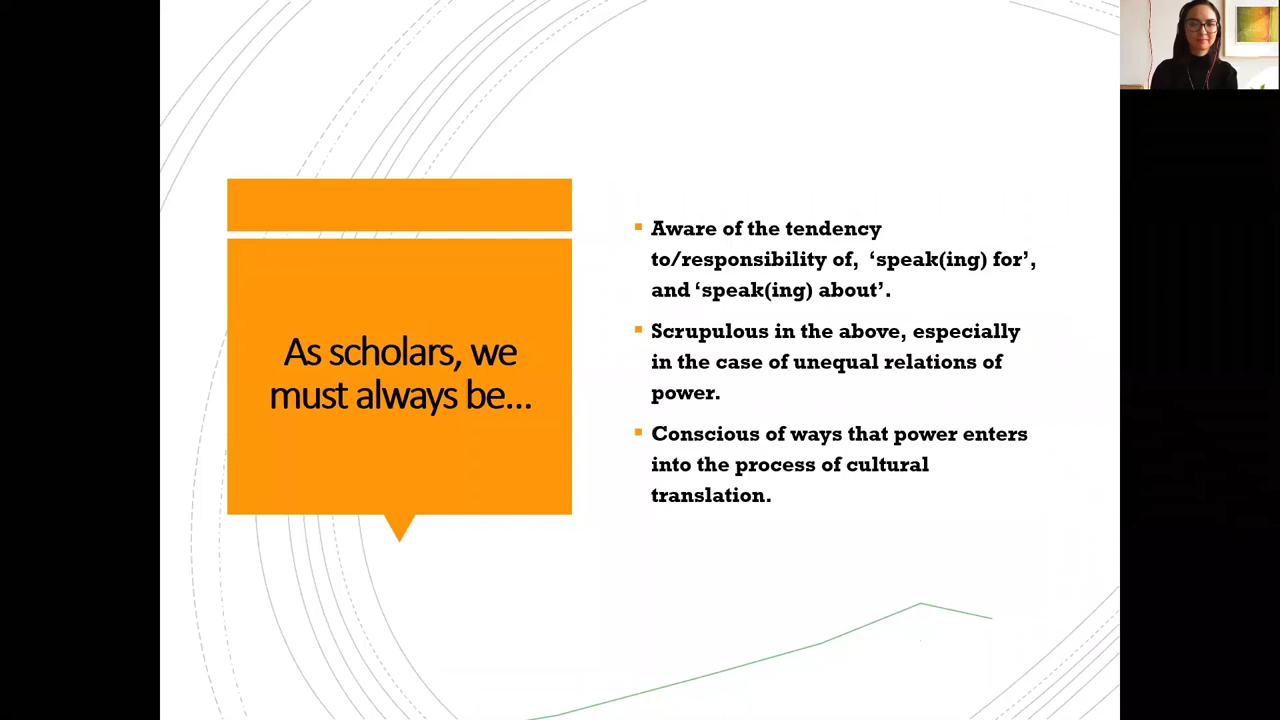 As scholars, we
must always be...
Aware of the tendency
to/responsibility of,  ‘speak(ing) for’,
and ‘speak(ing) about’.
Scrupulous in the above, especially
in the case of unequal relations of
power.
Conscious of ways that power enters
into the process of cultural
translation.